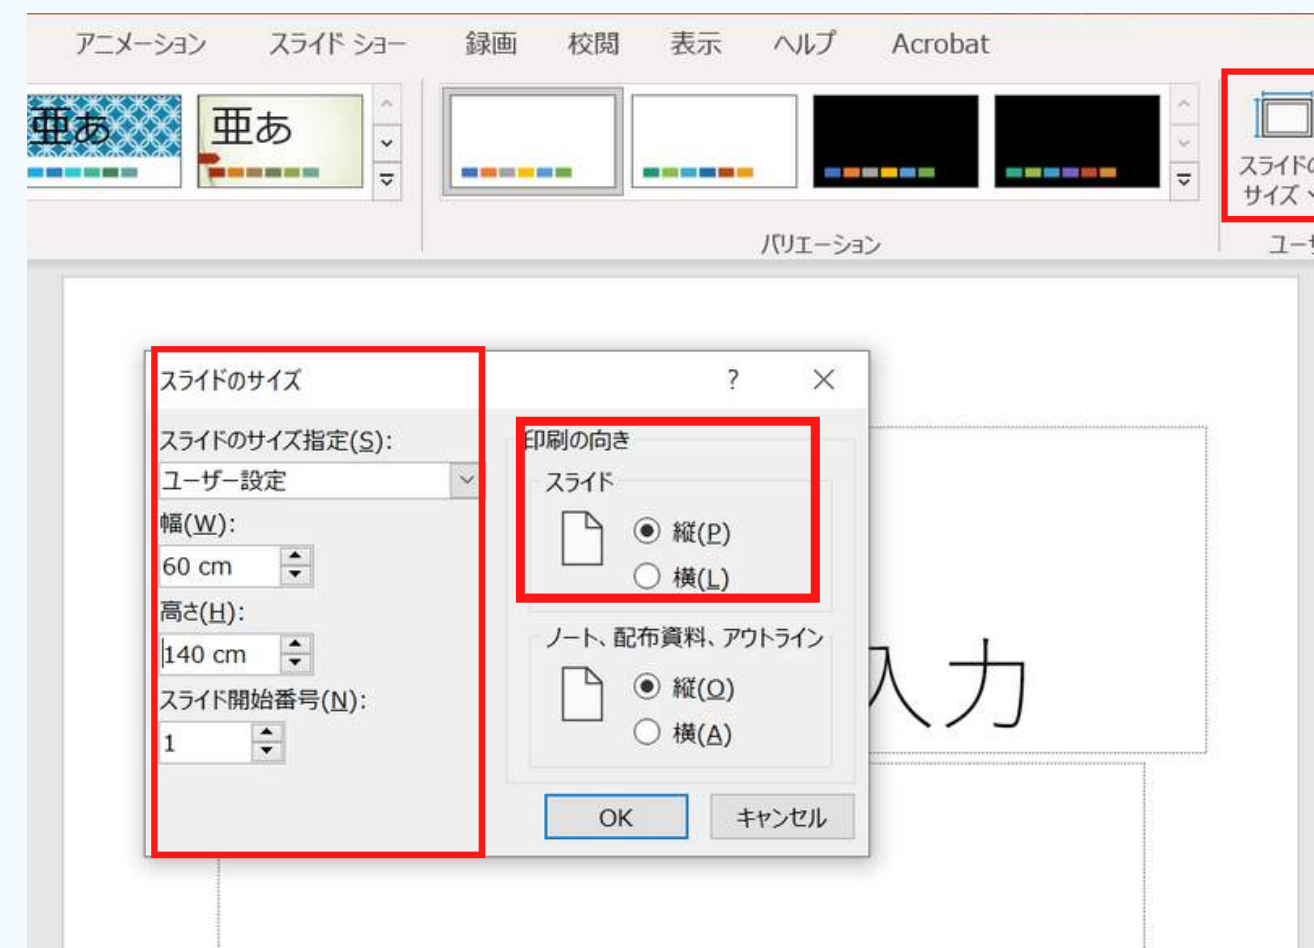 アニメーション スライド ショー 録画 校閲 表示 ヘルプ Acrobat
亜あ 亜あ
スライドの
サイズ
バリエーション
ユーザ
スライドのサイズ ? ×
スライドのサイズ指定(S):
ユーザー設定
幅(W):
60 cm
高さ(H):
140 cm
スライド開始番号(N):
1
印刷の向き
スライド
縦(P)
横(L)
ノート、配布資料、アウトライン
縦(O)
横(A)
OK キャンセル
入力